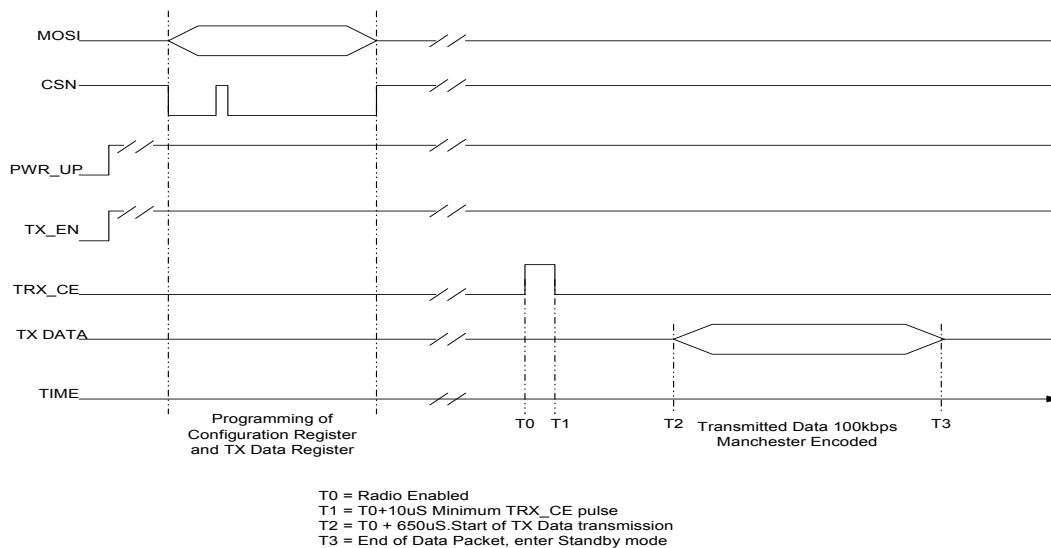 MOSI
CSN
PWR_UP
TX_EN
TRX_CE
TX DATA
TIME
Programming of
Configuration Register
and TX Data Register
T0
T1
T2
Transmitted Data 100kbps
Manchester Encoded
T3
T0 = Radio Enabled
T1 = T0+10uS Minimum TRX_CE pulse
T2 = T0 + 650uS.Start of TX Data transmission
T3 = End of Data Packet, enter Standby mode